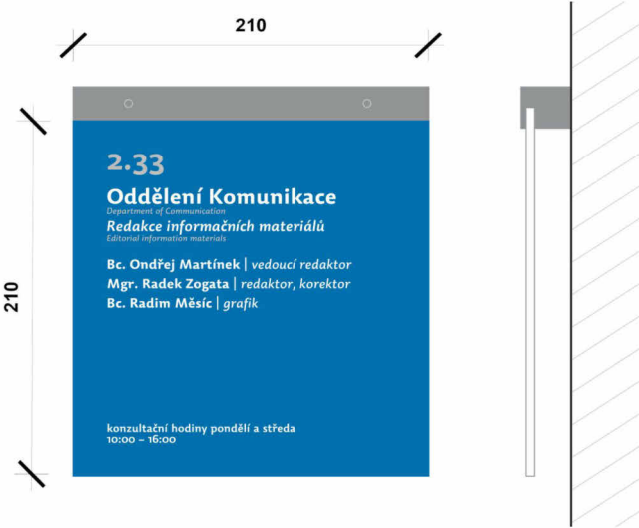 210
210
2.33
Oddělení Komunikace
Department of Communication
Redakce informačních materiálů
Editorial information materials
Bc. Ondřej Martínek | vedoucí redaktor
Mgr. Radek Zogata | redaktor, korektor
Bc. Radim Měsíc | grafik
konzultační hodiny pondělí a středa
10:00 – 16:00